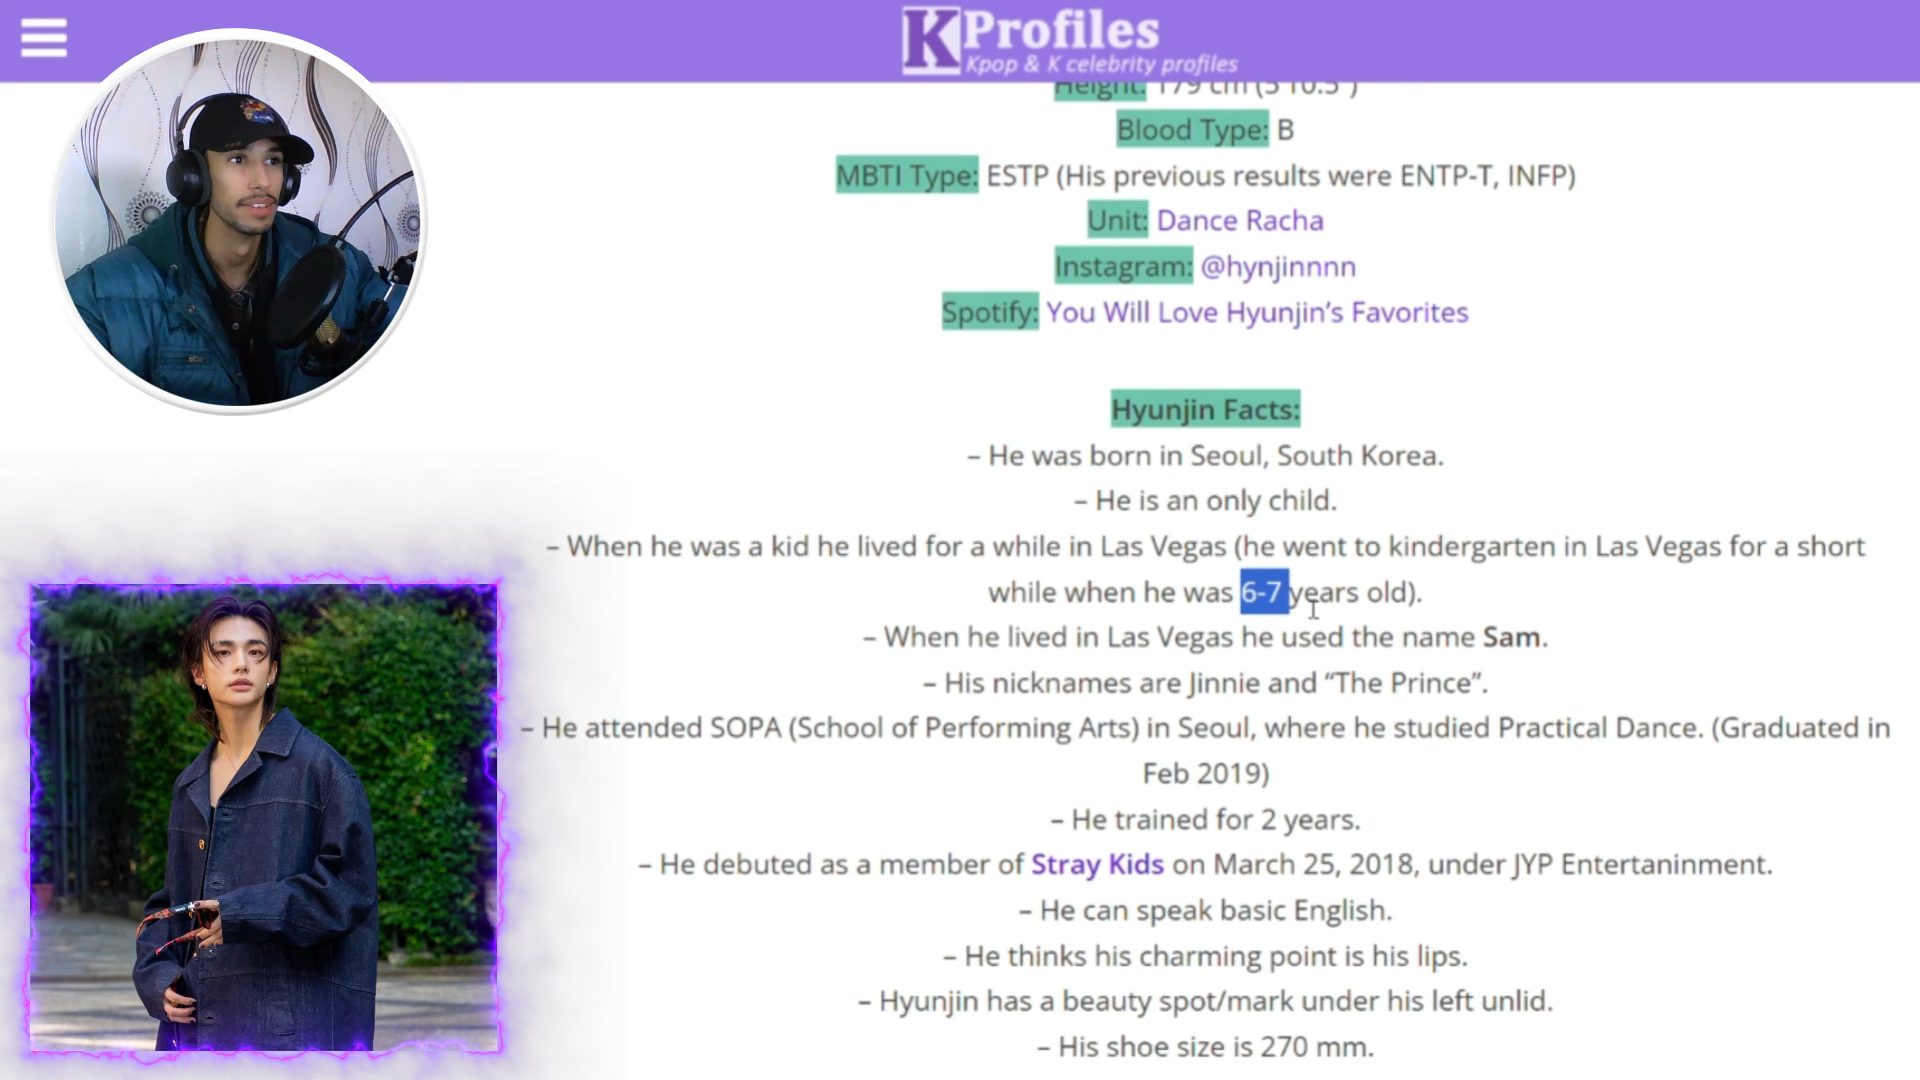 KProfiles
Kpop & K celebrity profiles
Height: 179 cm (5'10.5")
Blood Type: B
MBTI Type: ESTP (His previous results were ENTP-T, INFP)
Unit: Dance Racha
Instagram: @hynjinnnn
Spotify: You Will Love Hyunjin’s Favorites
Hyunjin Facts:
– He was born in Seoul, South Korea.
– He is an only child.
– When he was a kid he lived for a while in Las Vegas (he went to kindergarten in Las Vegas for a short
while when he was 6-7 years old).
– When he lived in Las Vegas he used the name Sam.
– His nicknames are Jinnie and “The Prince”.
– He attended SOPA (School of Performing Arts) in Seoul, where he studied Practical Dance. (Graduated in
Feb 2019)
– He trained for 2 years.
– He debuted as a member of Stray Kids on March 25, 2018, under JYP Entertaninment.
– He can speak basic English.
– He thinks his charming point is his lips.
– Hyunjin has a beauty spot/mark under his left unlid.
– His shoe size is 270 mm.